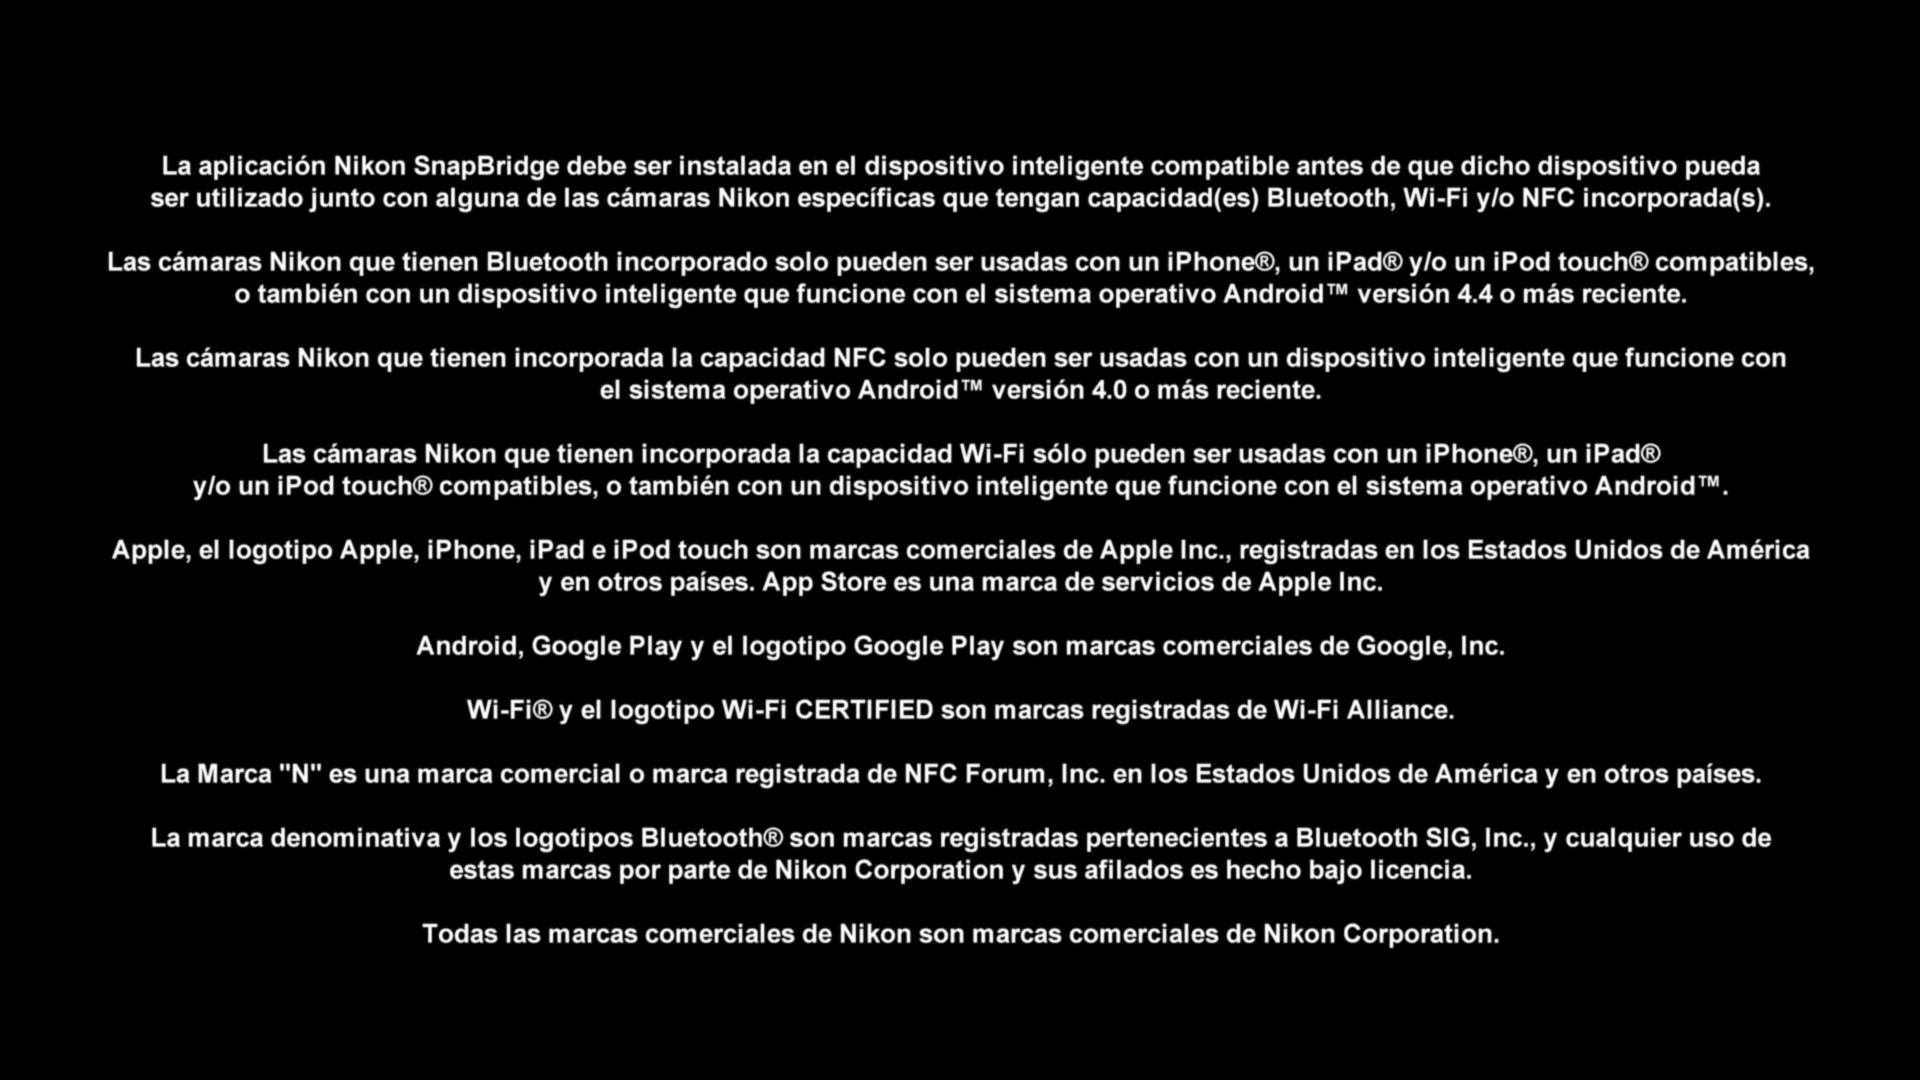 La aplicación Nikon SnapBridge debe ser instalada en el dispositivo inteligente compatible antes de que dicho dispositivo pueda
ser utilizado junto con alguna de las cámaras Nikon específicas que tengan capacidad(es) Bluetooth, Wi-Fi y/o NFC incorporada(s).
Las cámaras Nikon que tienen Bluetooth incorporado solo pueden ser usadas con un iPhone®, un iPad® y/o un iPod touch® compatibles,
o también con un dispositivo inteligente que funcione con el sistema operativo Android™ versión 4.4 o más reciente.
Las cámaras Nikon que tienen incorporada la capacidad NFC solo pueden ser usadas con un dispositivo inteligente que funcione con
el sistema operativo Android™ versión 4.0 o más reciente.
Las cámaras Nikon que tienen incorporada la capacidad Wi-Fi sólo pueden ser usadas con un iPhone®, un iPad®
y/o un iPod touch® compatibles, o también con un dispositivo inteligente que funcione con el sistema operativo Android™.
Apple, el logotipo Apple, iPhone, iPad e iPod touch son marcas comerciales de Apple Inc., registradas en los Estados Unidos de América
y en otros países. App Store es una marca de servicios de Apple Inc.
Android, Google Play y el logotipo Google Play son marcas comerciales de Google, Inc.
Wi-Fi® y el logotipo Wi-Fi CERTIFIED son marcas registradas de Wi-Fi Alliance.
La Marca "N" es una marca comercial o marca registrada de NFC Forum, Inc. en los Estados Unidos de América y en otros países.
La marca denominativa y los logotipos Bluetooth® son marcas registradas pertenecientes a Bluetooth SIG, Inc., y cualquier uso de
estas marcas por parte de Nikon Corporation y sus afilados es hecho bajo licencia.
Todas las marcas comerciales de Nikon son marcas comerciales de Nikon Corporation.